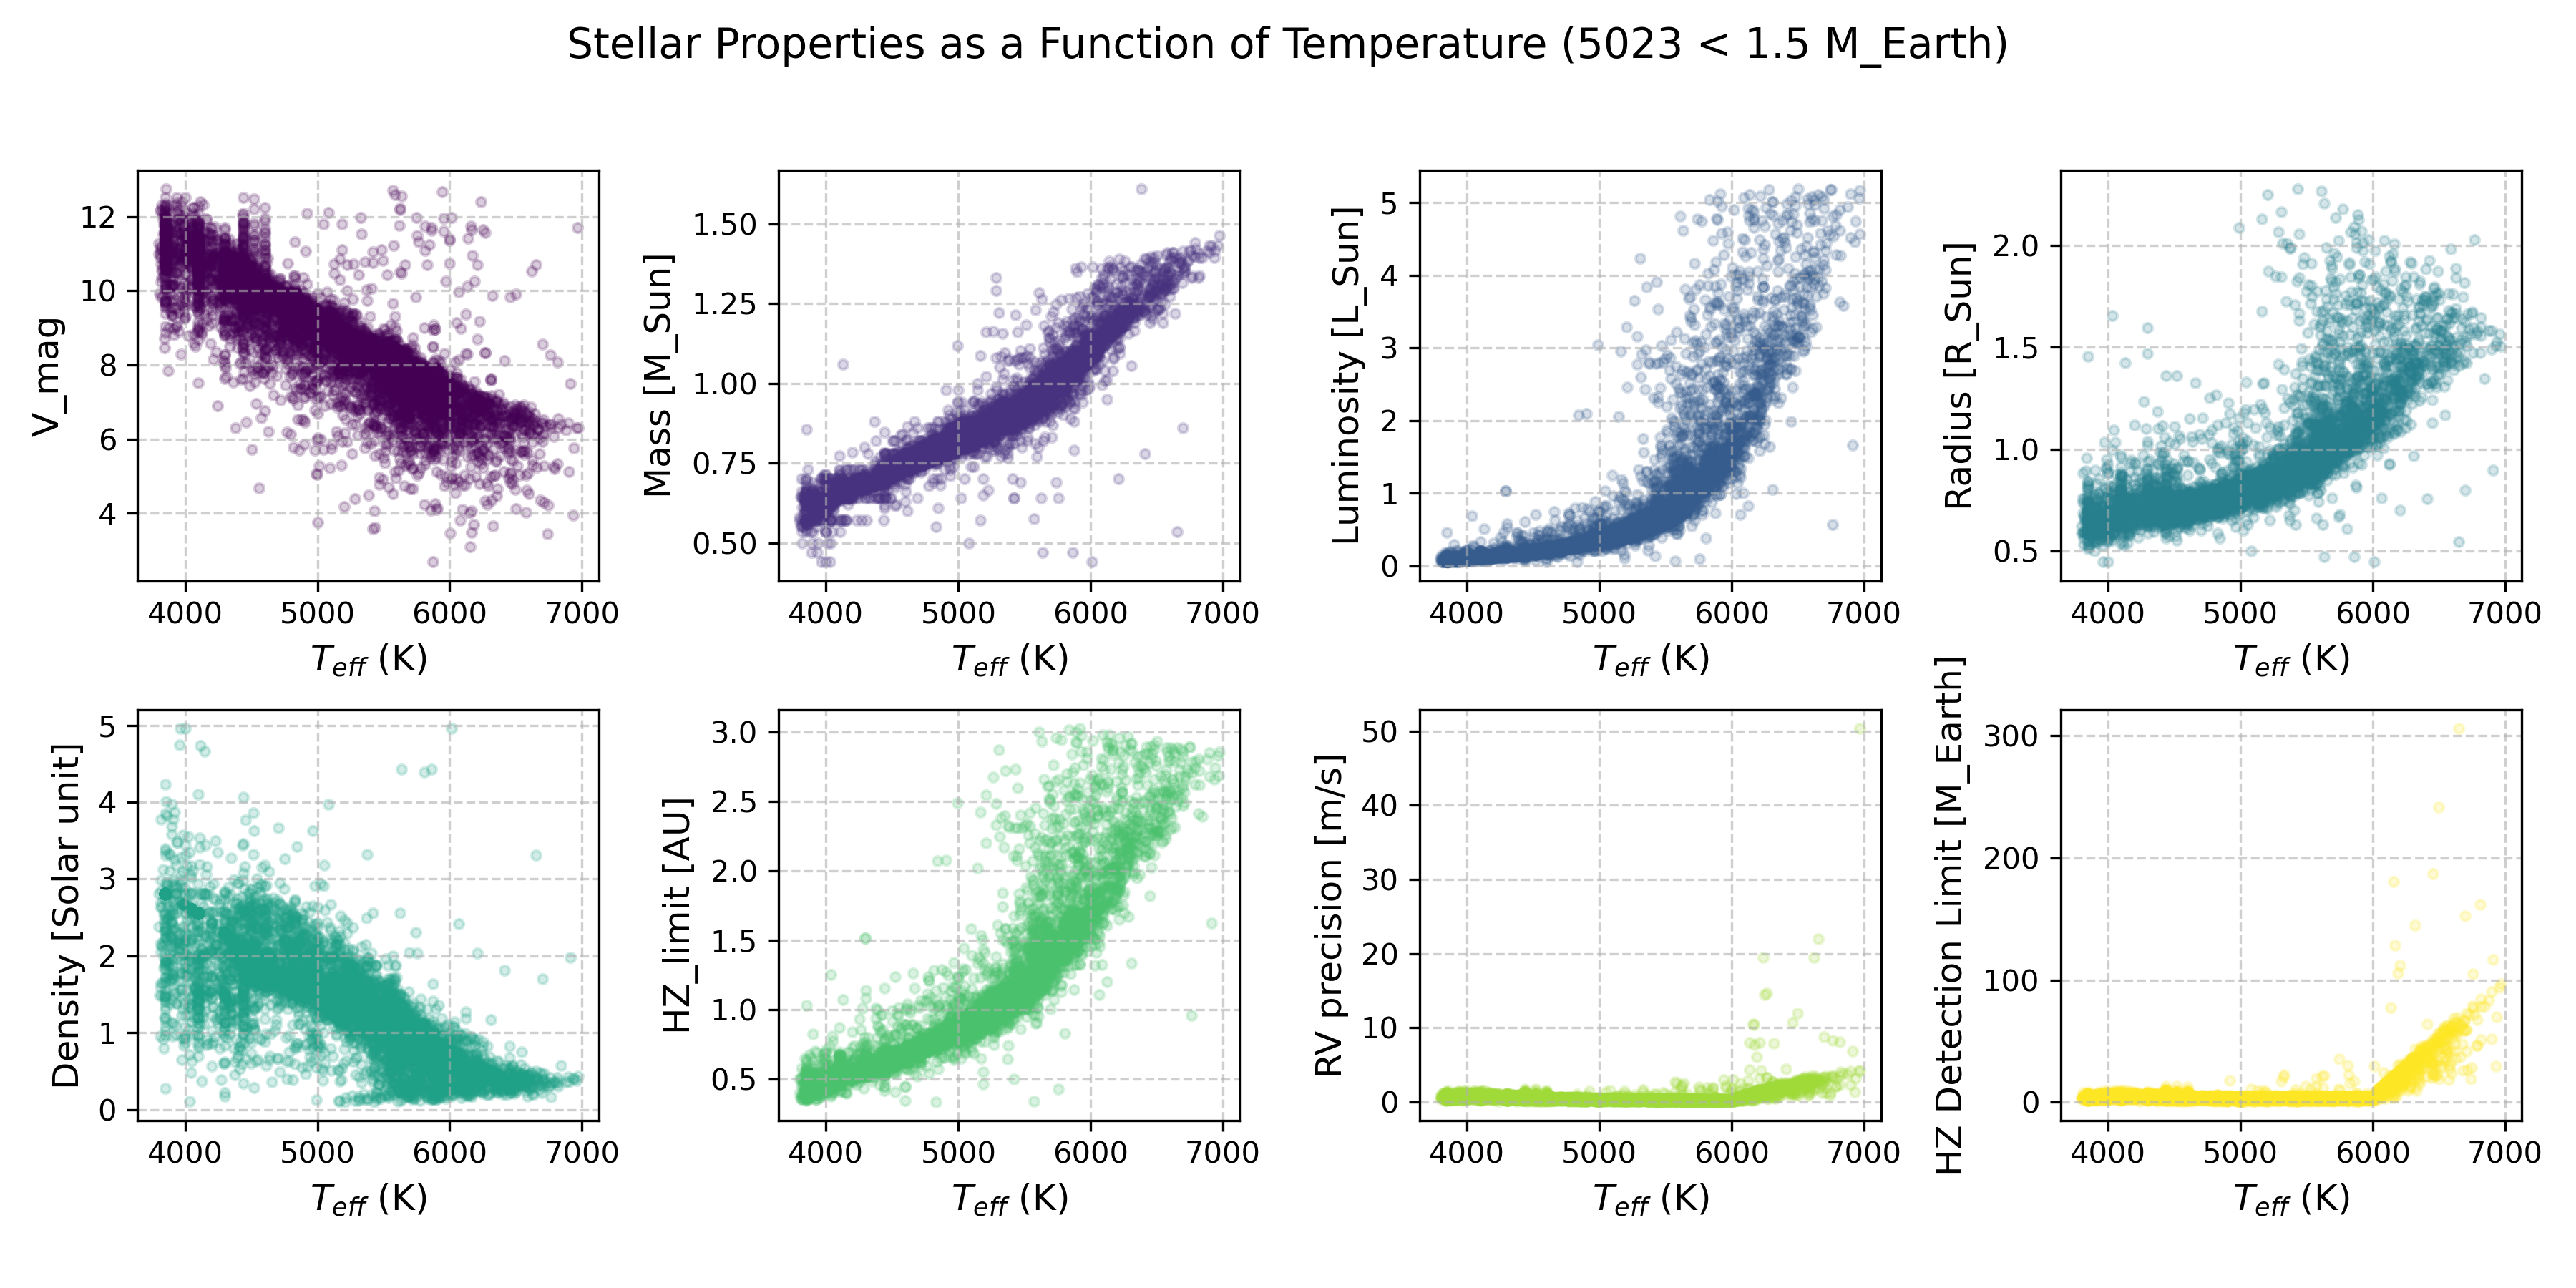 Stellar Properties as a Function of Temperature (5023 < 1.5 M_Earth)
V_mag
12
10
8
6
4
4000 5000 6000 7000
T_eff (K)
Mass [M_Sun]
1.50
1.25
1.00
0.75
0.50
4000 5000 6000 7000
T_eff (K)
Luminosity [L_Sun]
5
4
3
2
1
0
4000 5000 6000 7000
T_eff (K)
Radius [R_Sun]
2.0
1.5
1.0
0.5
4000 5000 6000 7000
T_eff (K)
Density [Solar unit]
5
4
3
2
1
0
4000 5000 6000 7000
T_eff (K)
HZ_limit [AU]
3.0
2.5
2.0
1.5
1.0
0.5
4000 5000 6000 7000
T_eff (K)
RV precision [m/s]
50
40
30
20
10
0
4000 5000 6000 7000
T_eff (K)
HZ Detection Limit [M_Earth]
300
200
100
0
4000 5000 6000 7000
T_eff (K)